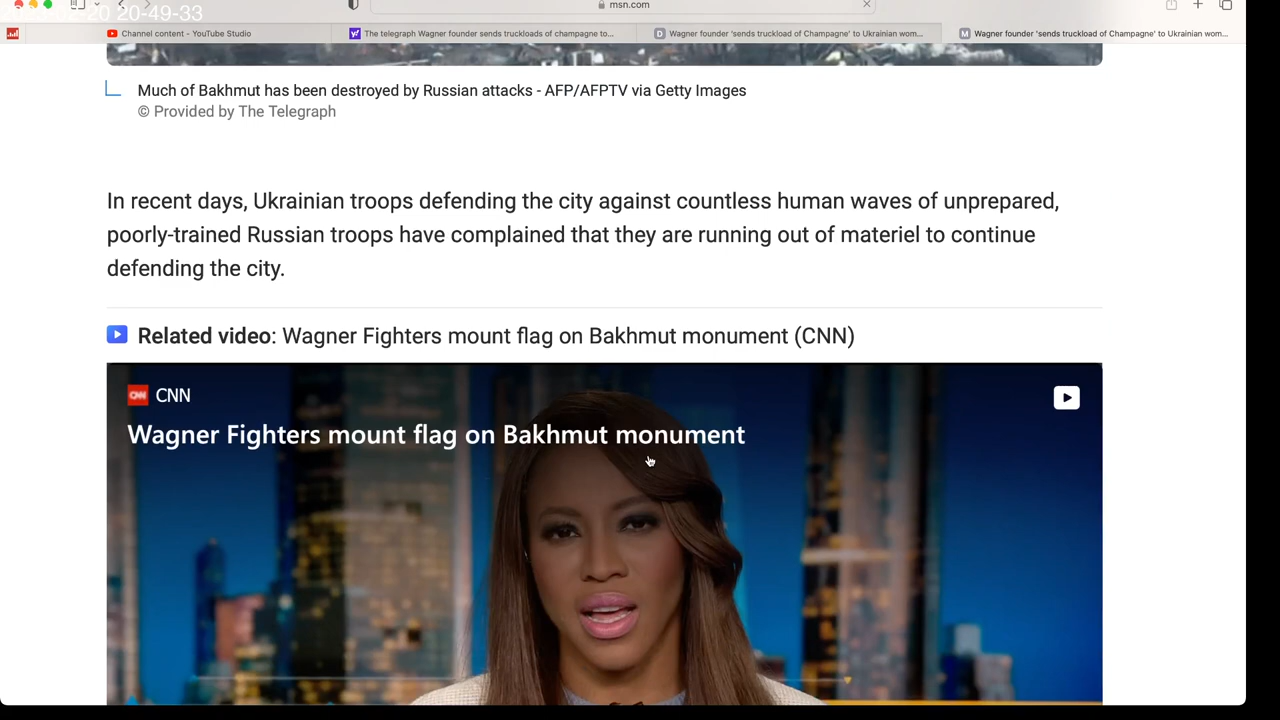 20 20-49-33
msn.com
Channel content - YouTube Studio
The telegraph Wagner founder sends truckloads of champagne to...
Wagner founder 'sends truckload of Champagne' to Ukrainian wom...
Wagner founder 'sends truckload of Champagne' to Ukrainian wom...
Much of Bakhmut has been destroyed by Russian attacks - AFP/AFPTV via Getty Images
© Provided by The Telegraph
In recent days, Ukrainian troops defending the city against countless human waves of unprepared,
poorly-trained Russian troops have complained that they are running out of materiel to continue
defending the city.
Related video: Wagner Fighters mount flag on Bakhmut monument (CNN)
CNN CNN
Wagner Fighters mount flag on Bakhmut monument